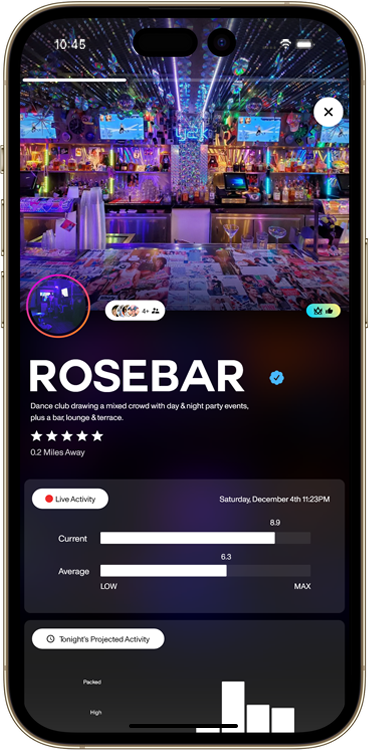 10:45
4+
ROSEBAR
Dance club drawing a mixed crowd with day & night party events,
plus a bar, lounge & terrace.
0.2 Miles Away
Live Activity
Saturday, December 4th 11:23PM
8.9
Current
6.3
Average
LOW MAX
Tonight's Projected Activity
Packed
High